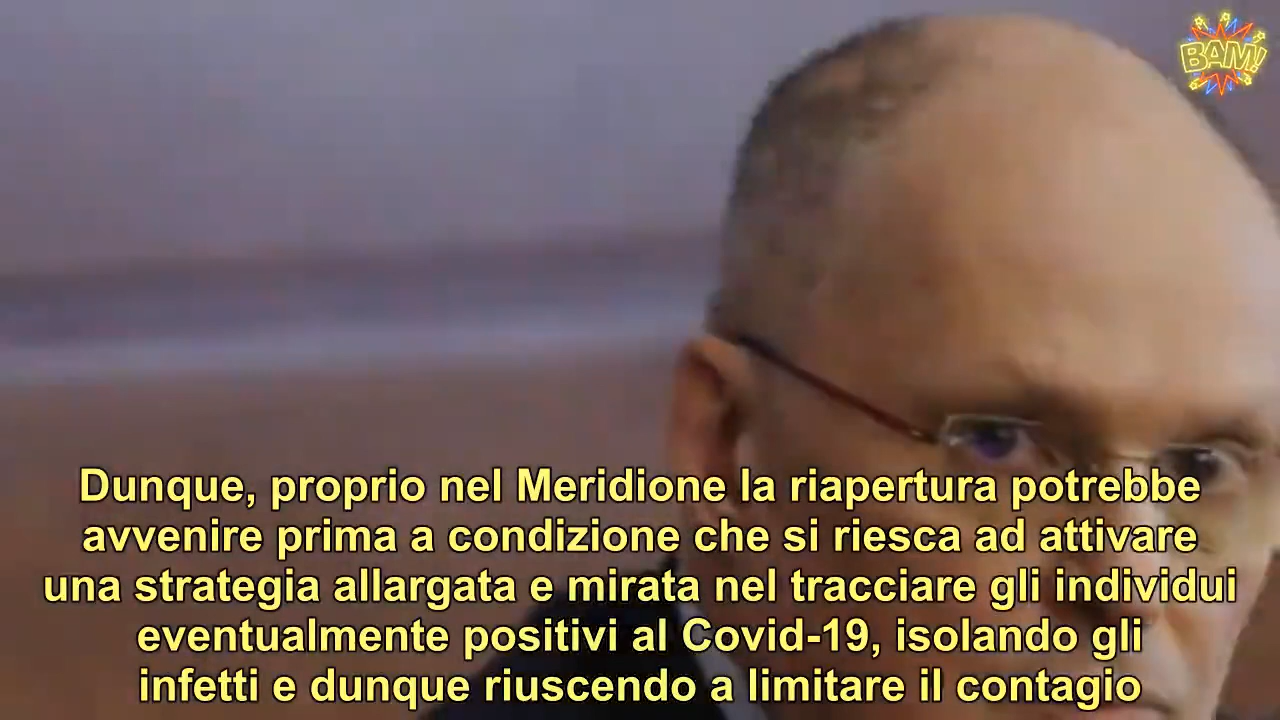 BAM!
Dunque, proprio nel Meridione la riapertura potrebbe
avvenire prima a condizione che si riesca ad attivare
una strategia allargata e mirata nel tracciare gli individui
eventualmente positivi al Covid-19, isolando gli
infetti e dunque riuscendo a limitare il contagio